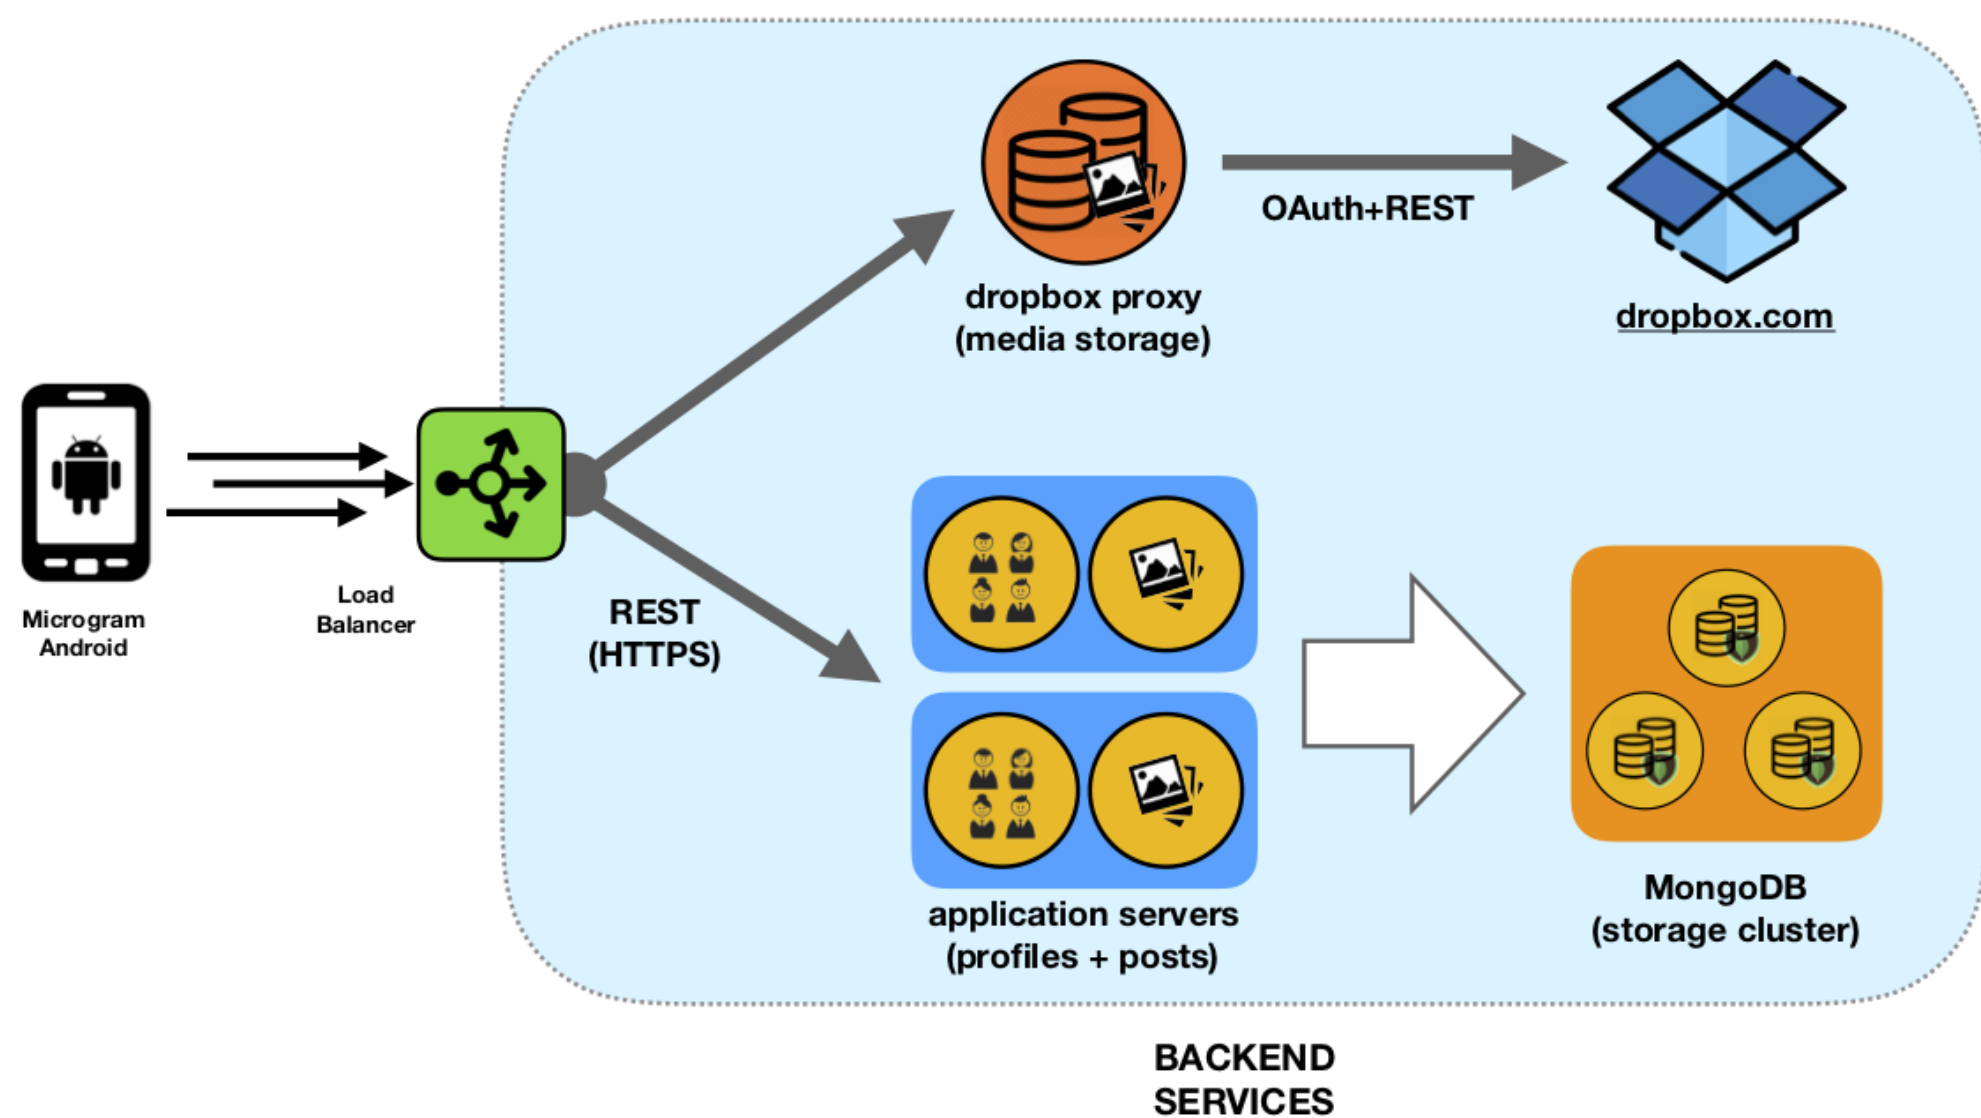 dropbox proxy
(media storage)
OAuth+REST
dropbox.com
Microgram
Android
Load
Balancer
REST
(HTTPS)
application servers
(profiles + posts)
MongoDB
(storage cluster)
BACKEND
SERVICES